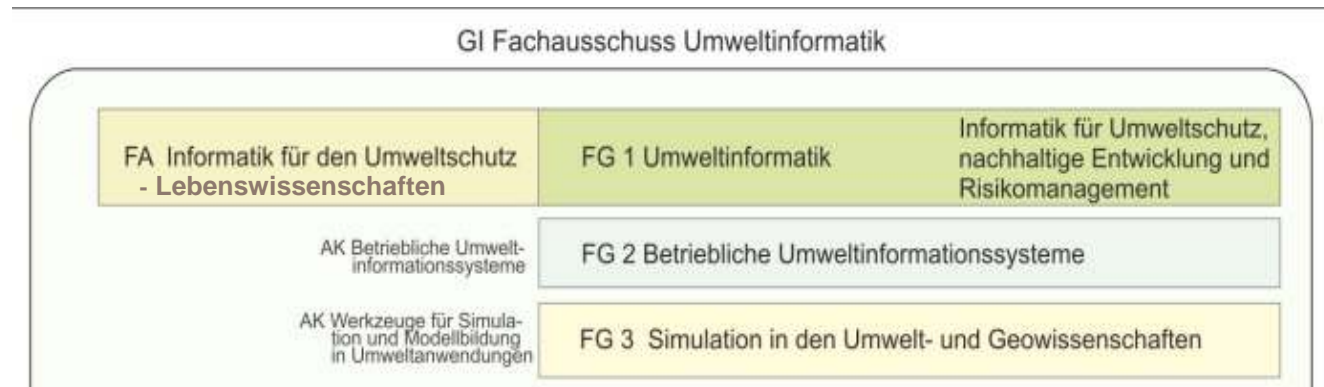 GI Fachausschuss Umweltinformatik
FA Informatik für den Umweltschutz
- Lebenswissenschaften
FG 1 Umweltinformatik
Informatik für Umweltschutz,
nachhaltige Entwicklung und
Risikomanagement
AK Betriebliche Umwelt-
informationssysteme
FG 2 Betriebliche Umweltinformationssysteme
AK Werkzeuge für Simula-
tion und Modellbildung
in Umweltanwendungen
FG 3 Simulation in den Umwelt- und Geowissenschaften